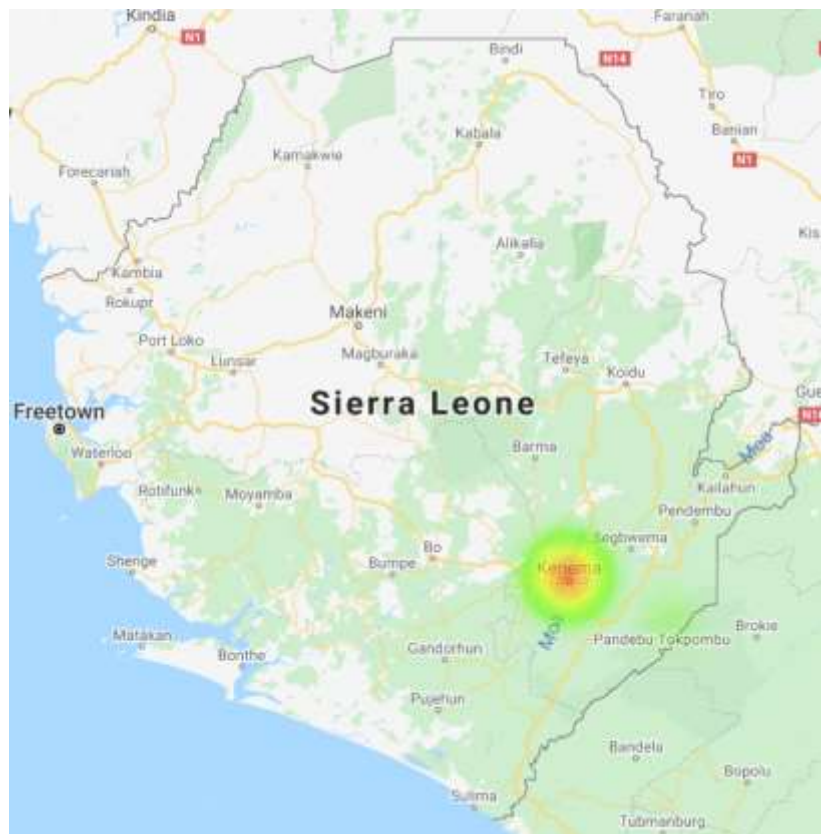 Kindia
N1
Faranah
Bindi
N14
Tiro
Kabala
Banian
Kamakwie
N1
Forecariah
Kis
Alikalia
Kambia
Rokupr
Makeni
Port Loko
Magburaka
Lunsar
Tefeya
Koidu
Gue
Sierra Leone
Freetown
N1
Barma
Moa
Waterloo
Kailahun
Rotifunk
Moyamba
Pendembu
Segbwema
Bo
Shenge
Bumpe
Kenema
Moa
Matakan
Brokie
Pandebu Tokpombu
Gandorhun
Bonthe
Pujehun
Bandela
Bopolu
Sulima
Tubmanburg